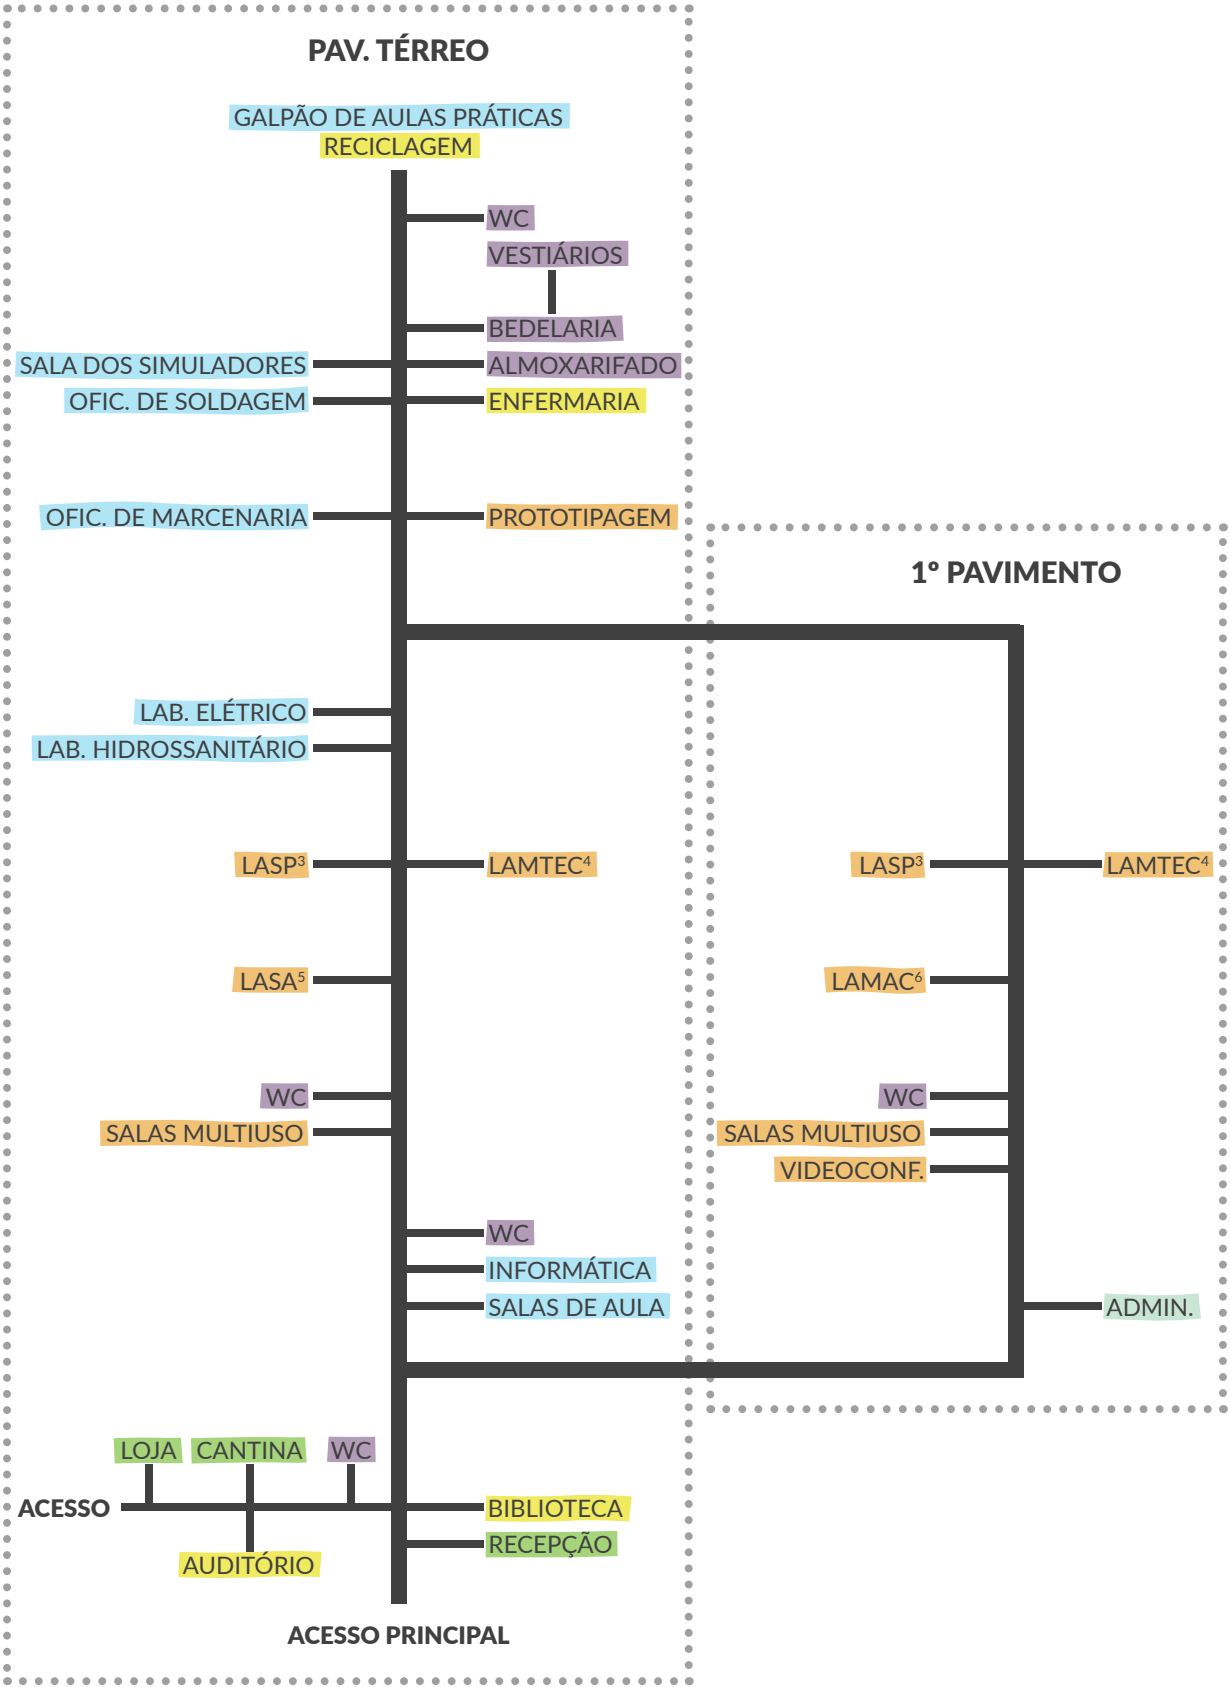 PAV. TÉRREO
GALPÃO DE AULAS PRÁTICAS
RECICLAGEM
WC
VESTIÁRIOS
BEDELARIA
SALA DOS SIMULADORES
ALMOXARIFADO
OFIC. DE SOLDAGEM
ENFERMARIA
OFIC. DE MARCENARIA
PROTOTIPAGEM
LAB. ELÉTRICO
LAB. HIDROSSANITÁRIO
LASP³
LAMTEC⁴
LASA⁵
WC
SALAS MULTIUSO
WC
INFORMÁTICA
SALAS DE AULA
LOJA
CANTINA
WC
ACESSO
BIBLIOTECA
RECEPÇÃO
AUDITÓRIO
ACESSO PRINCIPAL
1º PAVIMENTO
LASP³
LAMTEC⁴
LAMAC⁶
WC
SALAS MULTIUSO
VIDEOCONF.
ADMIN.